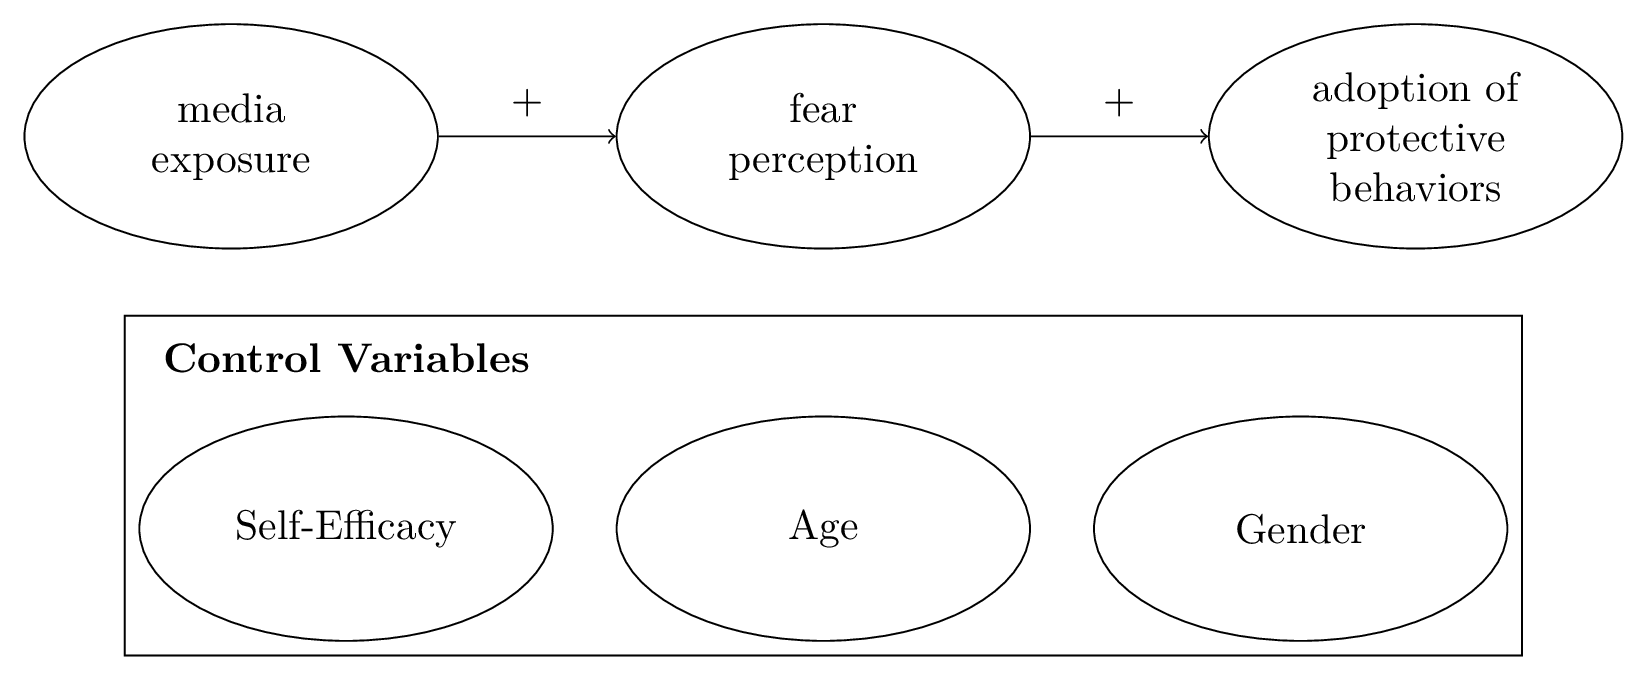 media
exposure
+
fear
perception
+
adoption of
protective
behaviors
Control Variables
Self-Efficacy
Age
Gender